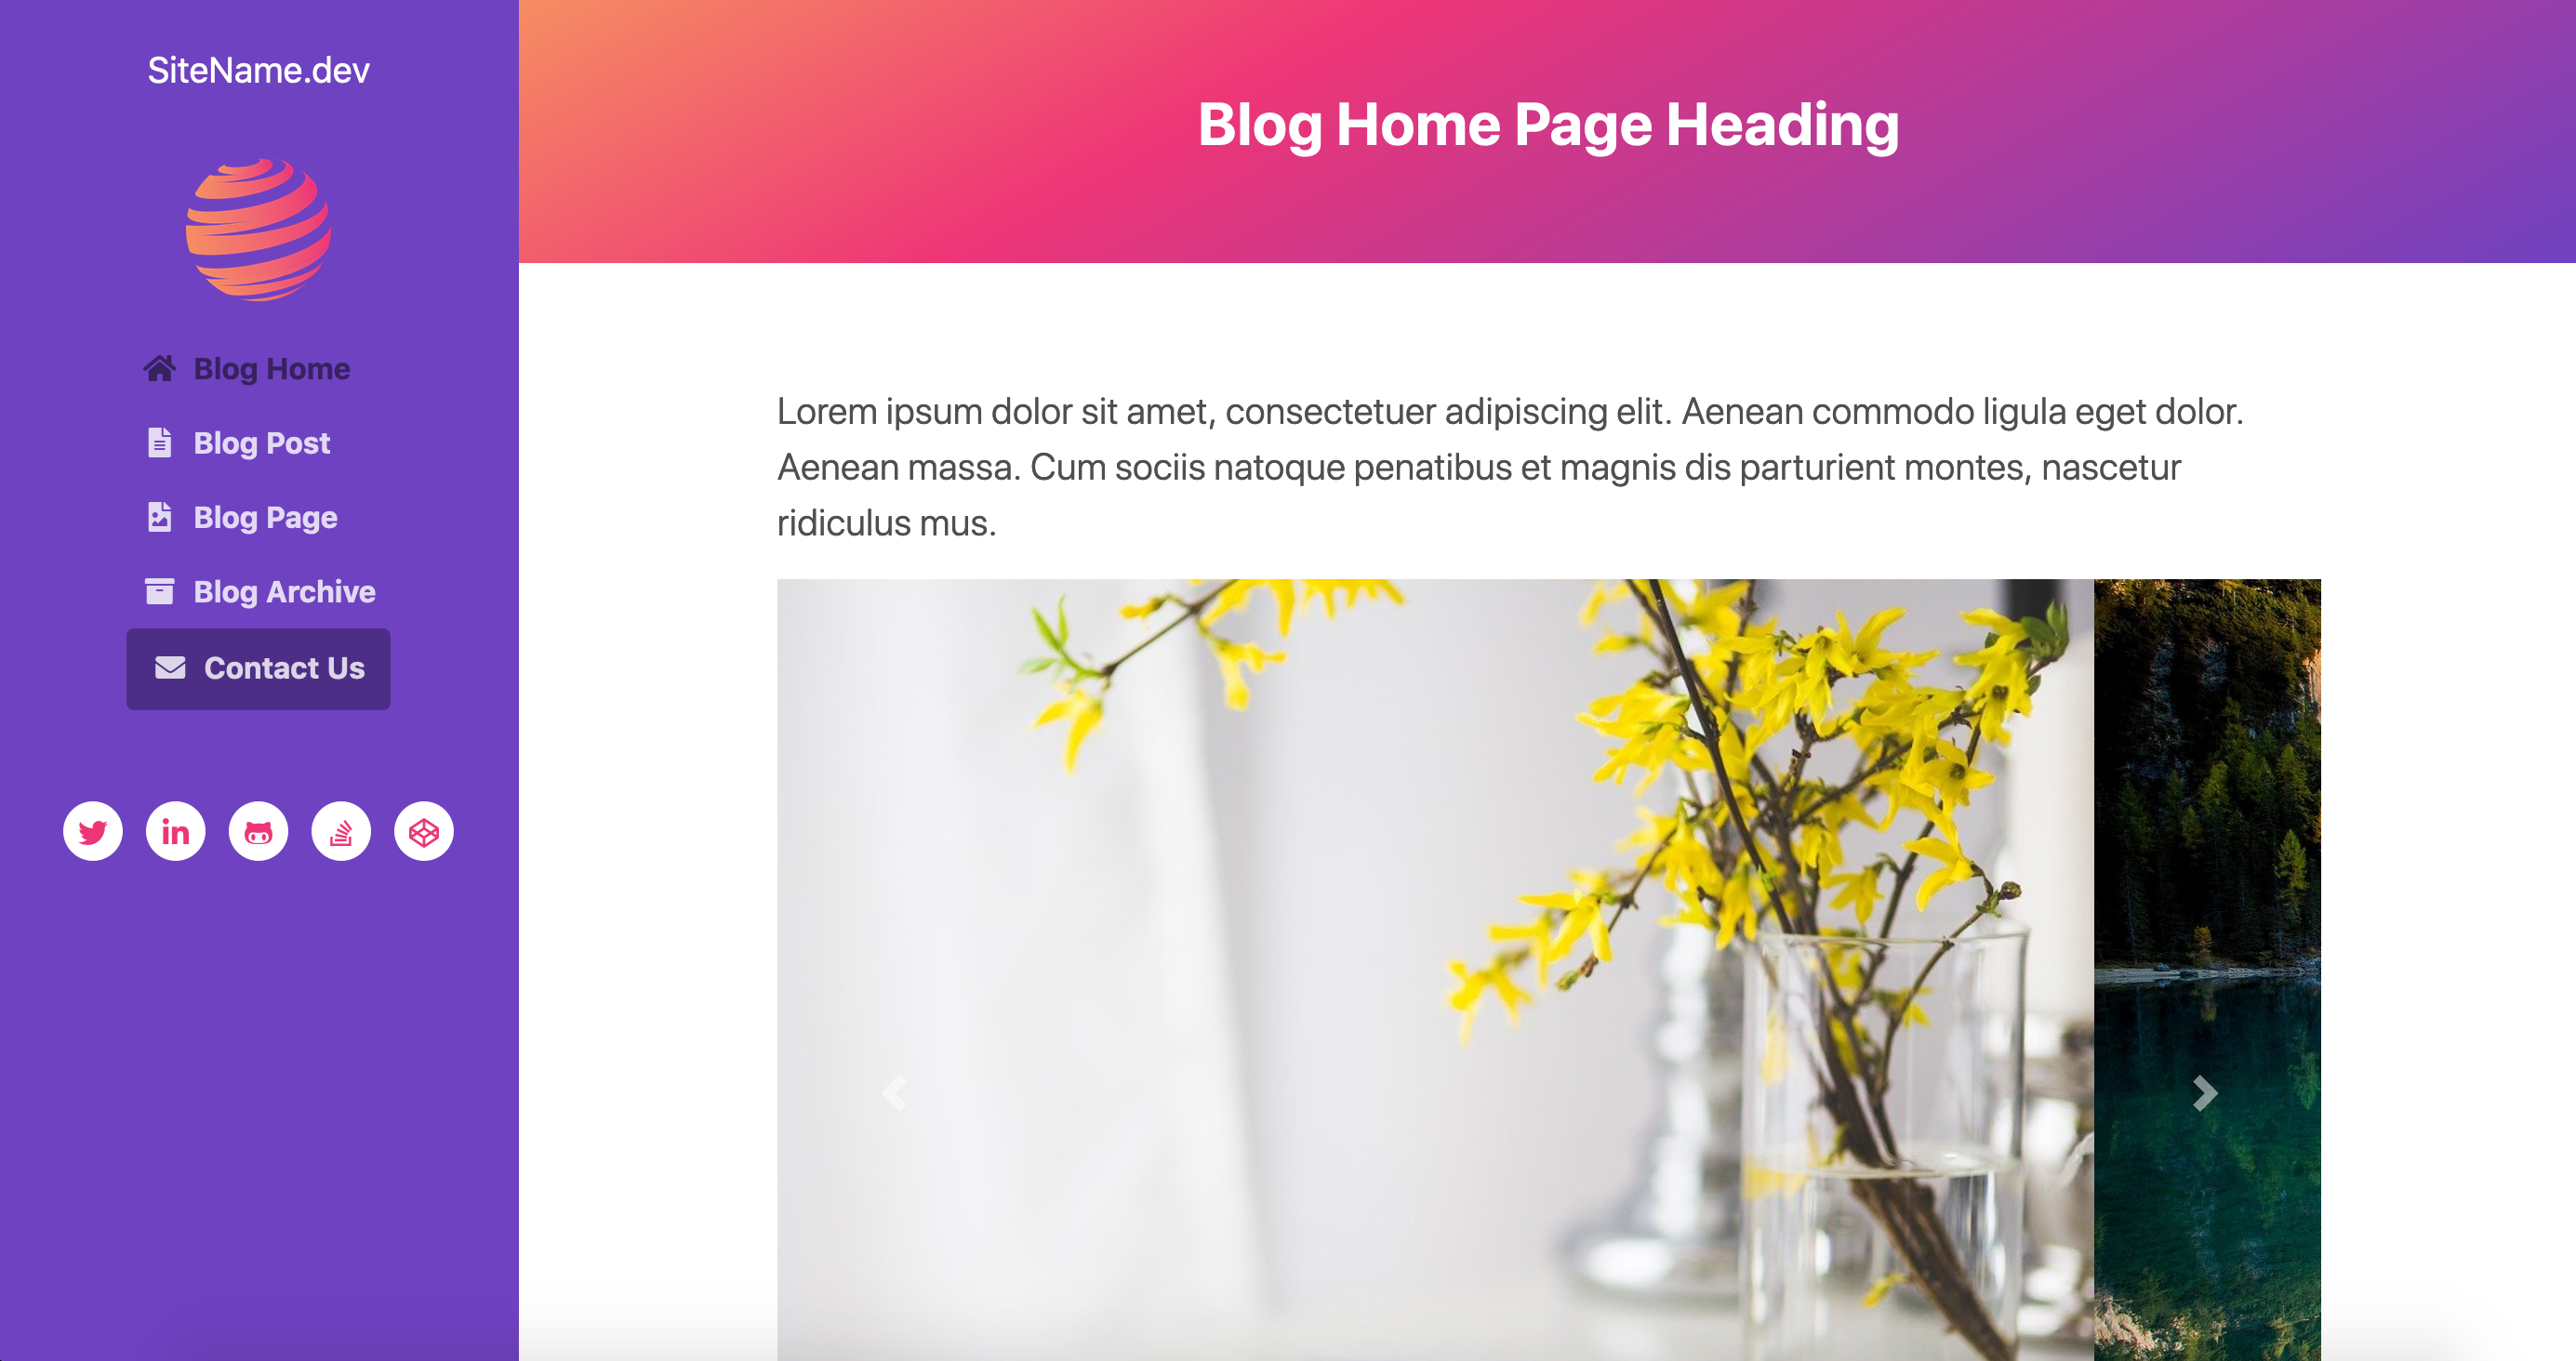 SiteName.dev
Blog Home
Blog Post
Blog Page
Blog Archive
Contact Us
Blog Home Page Heading
Lorem ipsum dolor sit amet, consectetuer adipiscing elit. Aenean commodo ligula eget dolor.
Aenean massa. Cum sociis natoque penatibus et magnis dis parturient montes, nascetur
ridiculus mus.